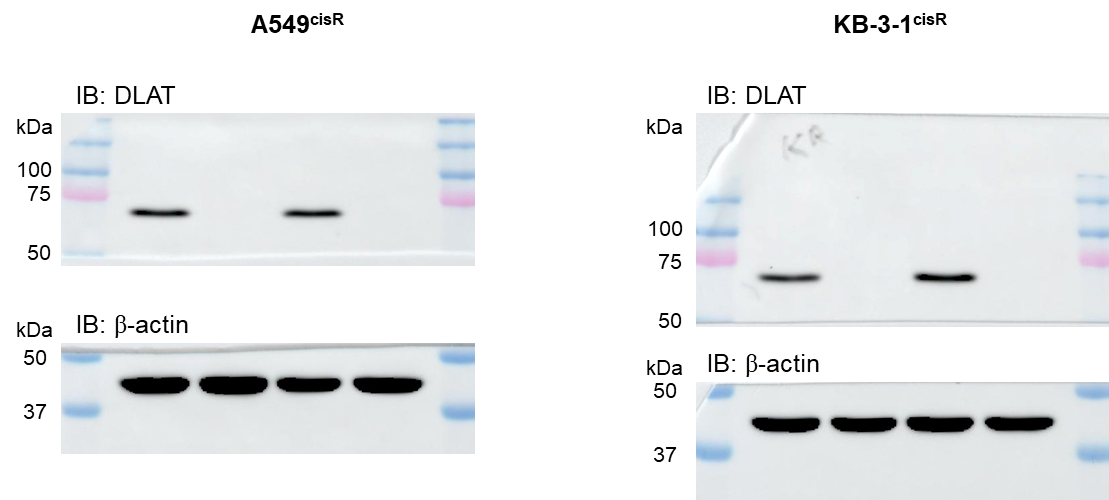 A549cisR
IB: DLAT
kDa
100
75
50
IB: β-actin
kDa
50
37
KB-3-1cisR
IB: DLAT
kDa
KR
100
75
50
IB: β-actin
kDa
50
37